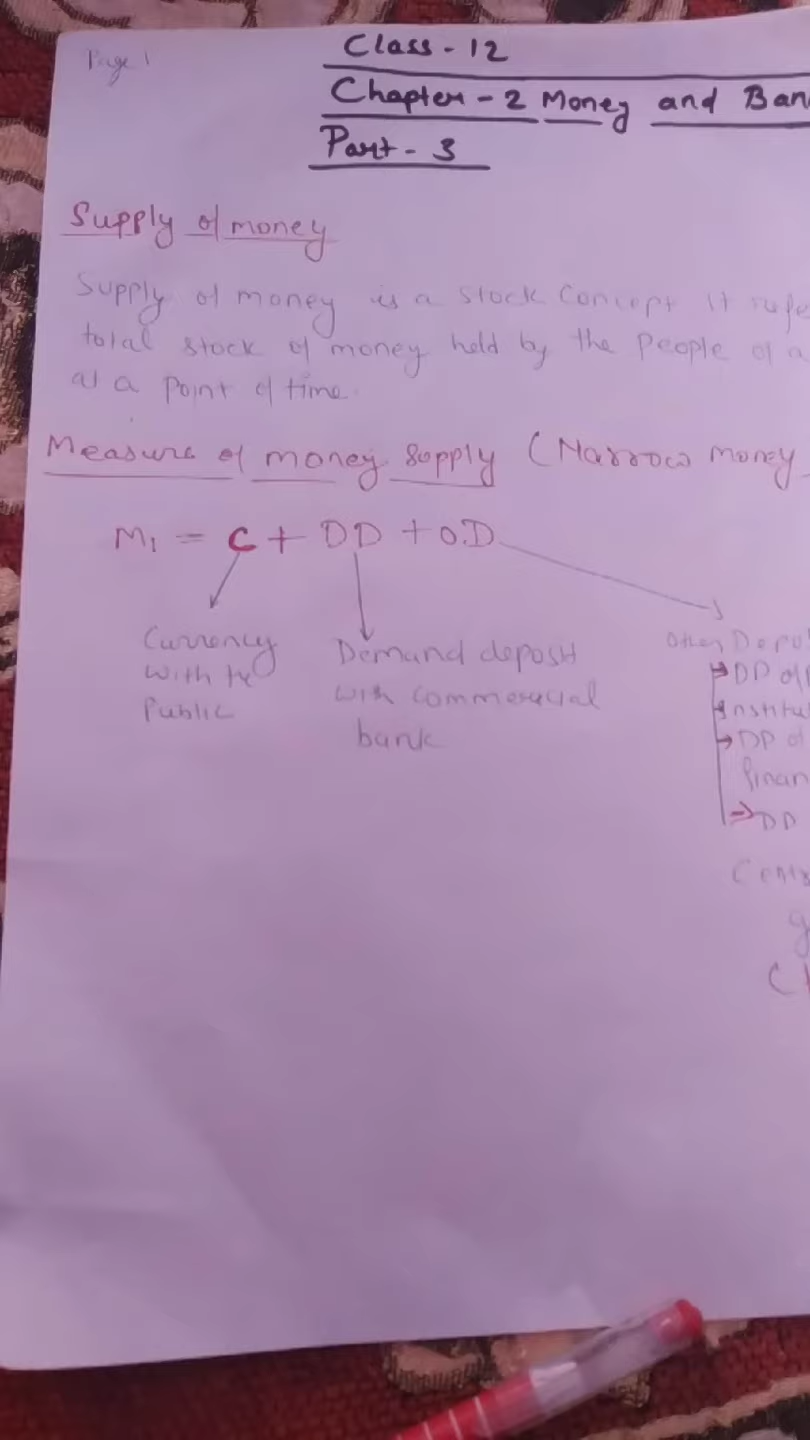 Page 1
Class - 12
Chapter - 2 Money and Ban
Part - 3
Supply of money
Supply of money is a stock concept It refe
total stock of money held by the people of a
at a point of time.
Measure of money supply (Narrow money
M1 = C + DD + O.D
Currency
with the
Public
Demand deposit
with commercial
bank
Other Depo
→ DD of
institu
→ DD of
finan
→ DD
Cent
g